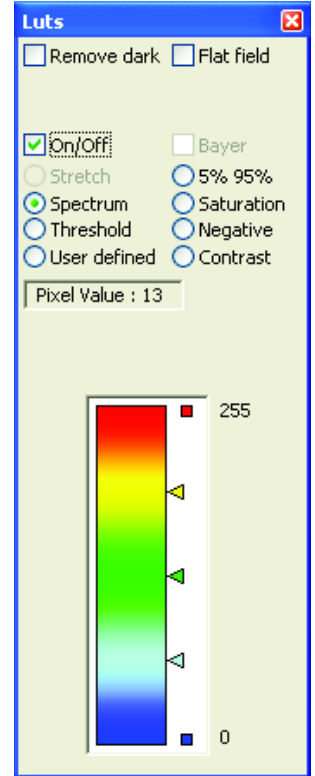 Luts
Remove dark Flat field
On/Off Bayer
Stretch 5% 95%
Spectrum Saturation
Threshold Negative
User defined Contrast
Pixel Value : 13
255
0